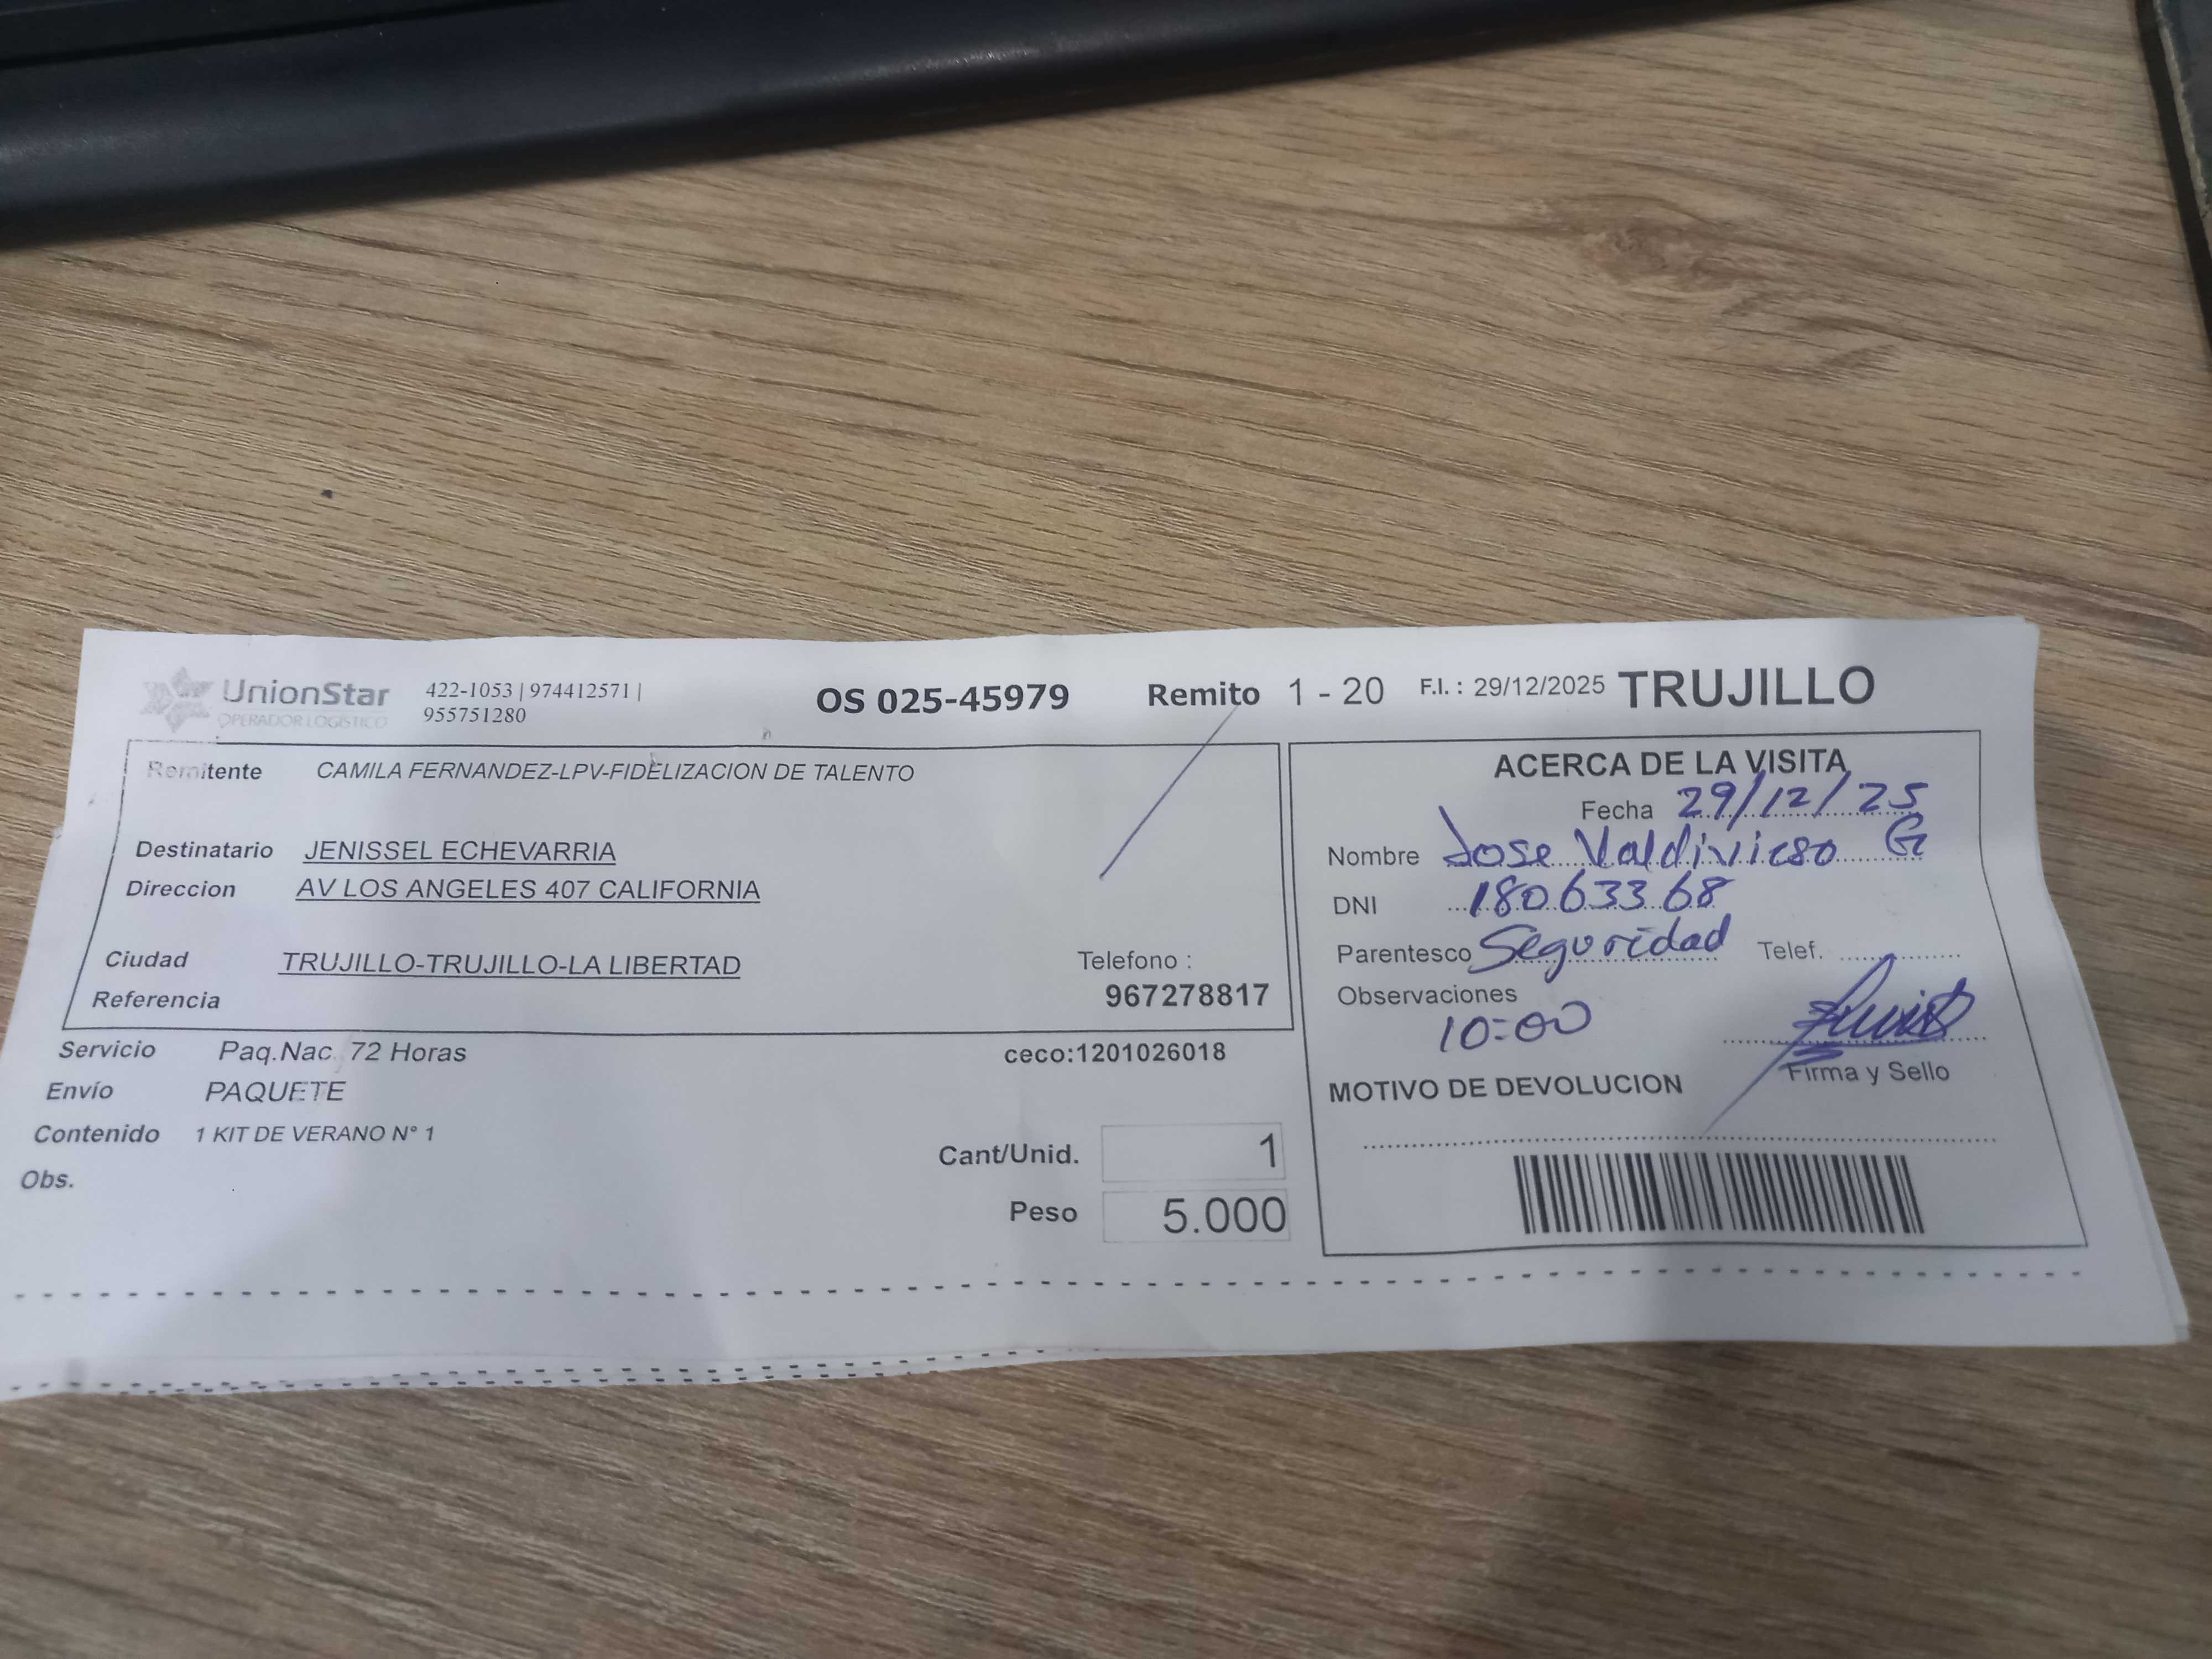 UnionStar
OPERADOR LOGÍSTICO
422-1053 | 974412571 |
955751280
OS 025-45979
Remito 1 - 20
F.I. : 29/12/2025
TRUJILLO
Remitente CAMILA FERNANDEZ-LPV-FIDELIZACION DE TALENTO
Destinatario JENISSEL ECHEVARRIA
Direccion AV LOS ANGELES 407 CALIFORNIA
Ciudad TRUJILLO-TRUJILLO-LA LIBERTAD
Telefono :
Referencia
967278817
Servicio Paq.Nac. 72 Horas
ceco:1201026018
Envío PAQUETE
Contenido 1 KIT DE VERANO N° 1
Obs.
Cant/Unid. 1
Peso 5.000
ACERCA DE LA VISITA
Fecha 29/12/25
Nombre Jose Valdivieso G
DNI 18063368
Parentesco Seguridad Telef.
Observaciones
10:00
Firma y Sello
MOTIVO DE DEVOLUCION